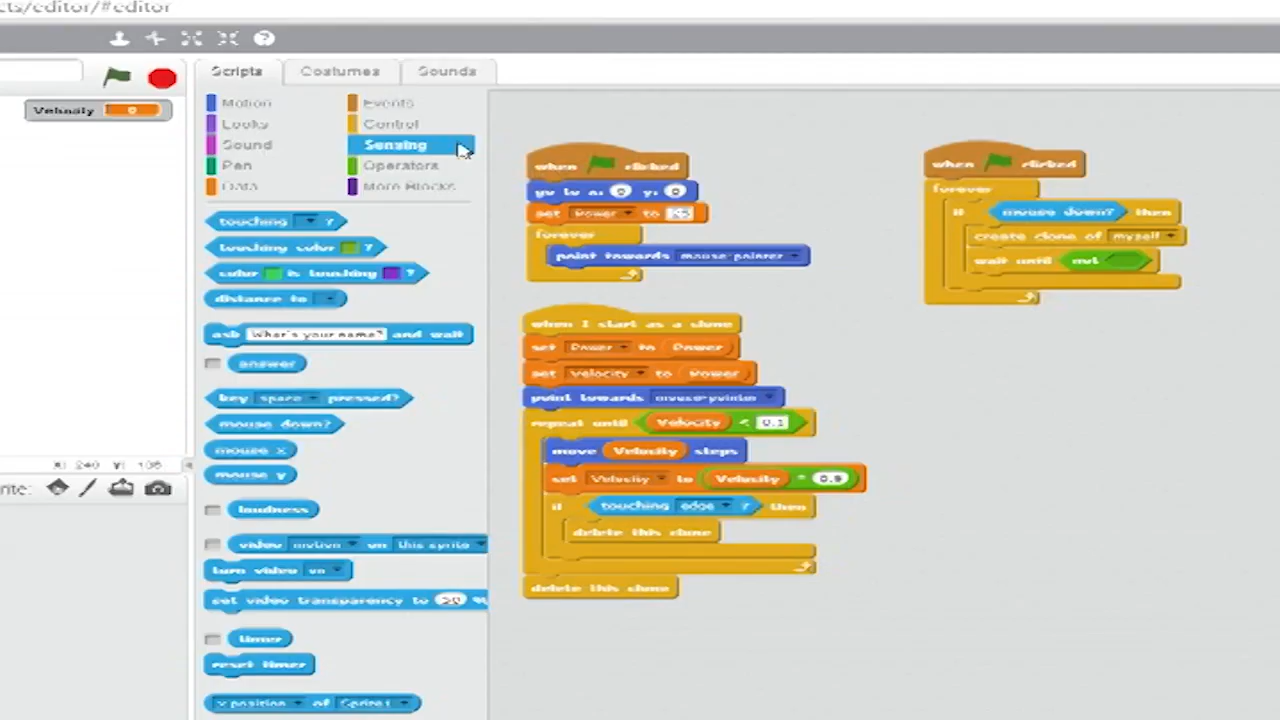 cts/editor/#editor
Scripts Costumes Sounds
Velocity 0
Motion Events
Looks Control
Sound Sensing
Pen Operators
Data More Blocks
touching ?
touching color ?
color is touching ?
distance to
ask What's your name? and wait
answer
key space pressed?
mouse down?
mouse x
mouse y
loudness
video motion on this sprite
turn video on
set video transparency to 50 %
timer
reset timer
x position of Sprite1
X: 240 Y:
rite:
when clicked
go to x: 0 y: 0
set Power to
forever
point towards mouse-pointer
when I start as a clone
set Power to Power
set Velocity to Power
point towards mouse-pointer
repeat until Velocity < 0.1
move Velocity steps
set Velocity to Velocity * 0.9
if touching edge ? then
delete this clone
delete this clone
when clicked
forever
if mouse down? then
create clone of myself
wait until not